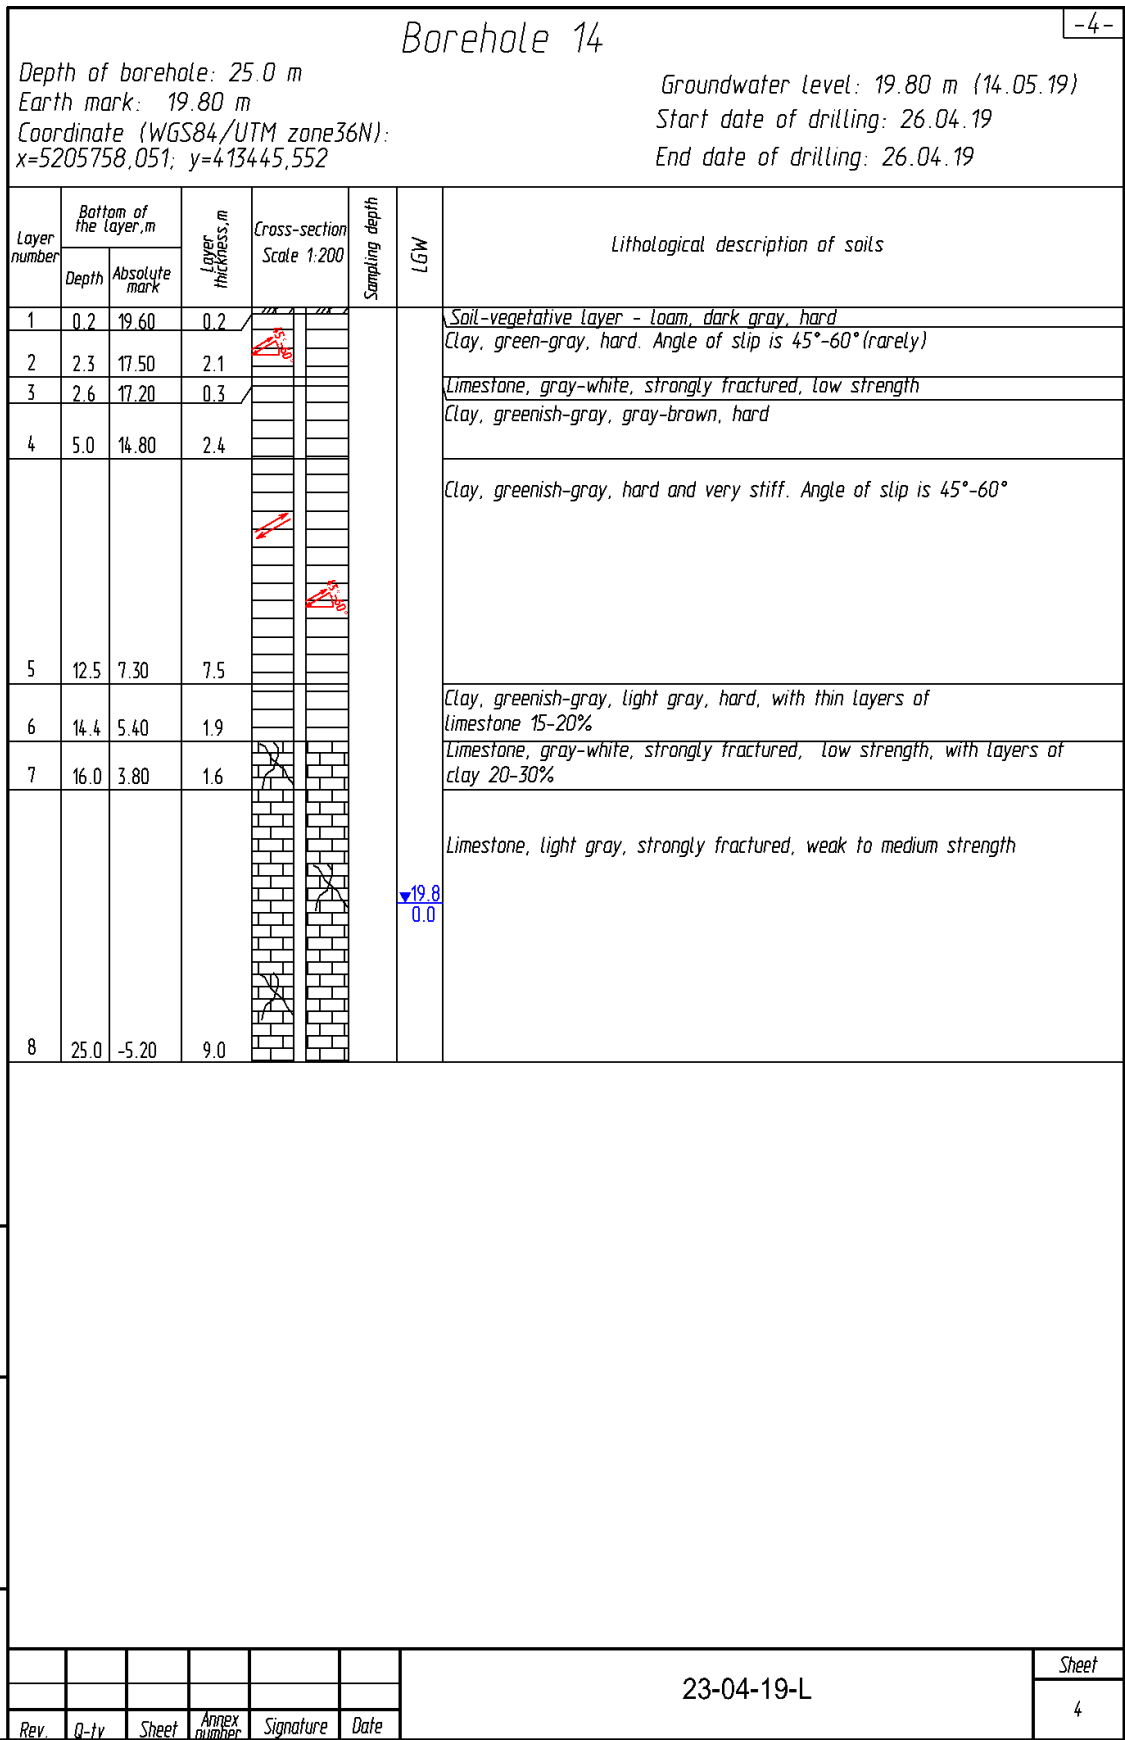 -4-
Borehole 14
Depth of borehole: 25.0 m
Earth mark: 19.80 m
Coordinate (WGS84/UTM zone36N):
x=5205758,051; y=413445,552
Groundwater level: 19.80 m (14.05.19)
Start date of drilling: 26.04.19
End date of drilling: 26.04.19
Layer number
Bottom of the layer,m
Depth
Absolute mark
Layer thickness,m
Cross-section
Scale 1:200
Sampling depth
LGW
Lithological description of soils
1 0.2 19.60 0.2 Soil-vegetative layer - loam, dark gray, hard
45°-60°
Clay, green-gray, hard. Angle of slip is 45°-60°(rarely)
2 2.3 17.50 2.1
3 2.6 17.20 0.3 Limestone, gray-white, strongly fractured, low strength
Clay, greenish-gray, gray-brown, hard
4 5.0 14.80 2.4
Clay, greenish-gray, hard and very stiff. Angle of slip is 45°-60°
45°-60°
5 12.5 7.30 7.5
Clay, greenish-gray, light gray, hard, with thin layers of
limestone 15-20%
6 14.4 5.40 1.9
Limestone, gray-white, strongly fractured, low strength, with layers of
clay 20-30%
7 16.0 3.80 1.6
Limestone, light gray, strongly fractured, weak to medium strength
19.8
0.0
8 25.0 -5.20 9.0
Rev. Q-ty Sheet Annex number Signature Date
23-04-19-L
Sheet
4